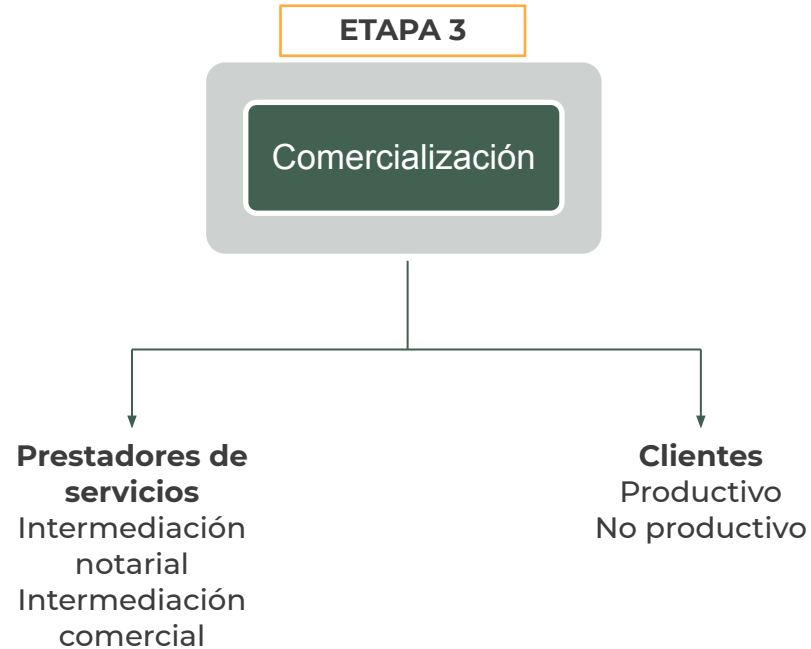 ETAPA 3
Comercialización
Prestadores de
servicios
Intermediación
notarial
Intermediación
comercial
Clientes
Productivo
No productivo